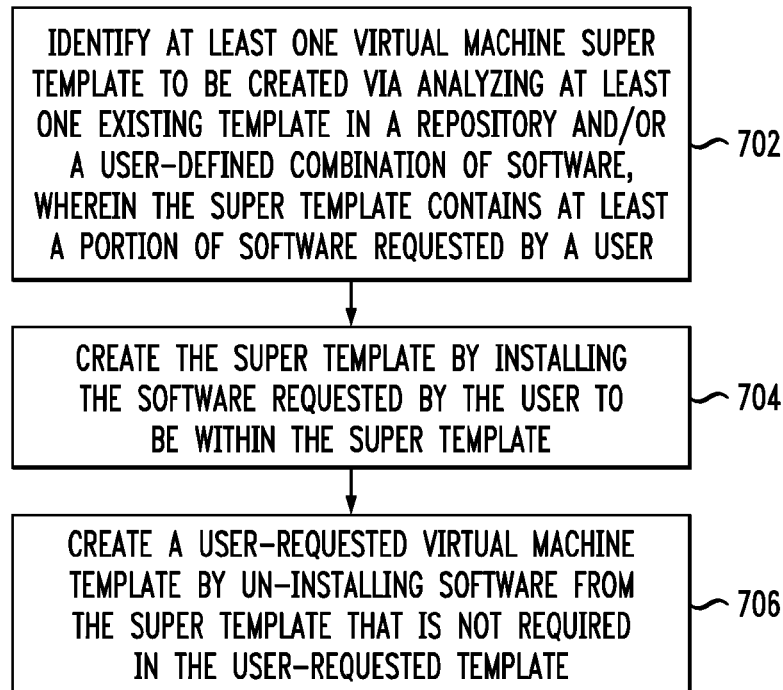 IDENTIFY AT LEAST ONE VIRTUAL MACHINE SUPER
TEMPLATE TO BE CREATED VIA ANALYZING AT LEAST
ONE EXISTING TEMPLATE IN A REPOSITORY AND/OR
A USER-DEFINED COMBINATION OF SOFTWARE,
WHEREIN THE SUPER TEMPLATE CONTAINS AT LEAST
A PORTION OF SOFTWARE REQUESTED BY A USER
702
CREATE THE SUPER TEMPLATE BY INSTALLING
THE SOFTWARE REQUESTED BY THE USER TO
BE WITHIN THE SUPER TEMPLATE
704
CREATE A USER-REQUESTED VIRTUAL MACHINE
TEMPLATE BY UN-INSTALLING SOFTWARE FROM
THE SUPER TEMPLATE THAT IS NOT REQUIRED
IN THE USER-REQUESTED TEMPLATE
706